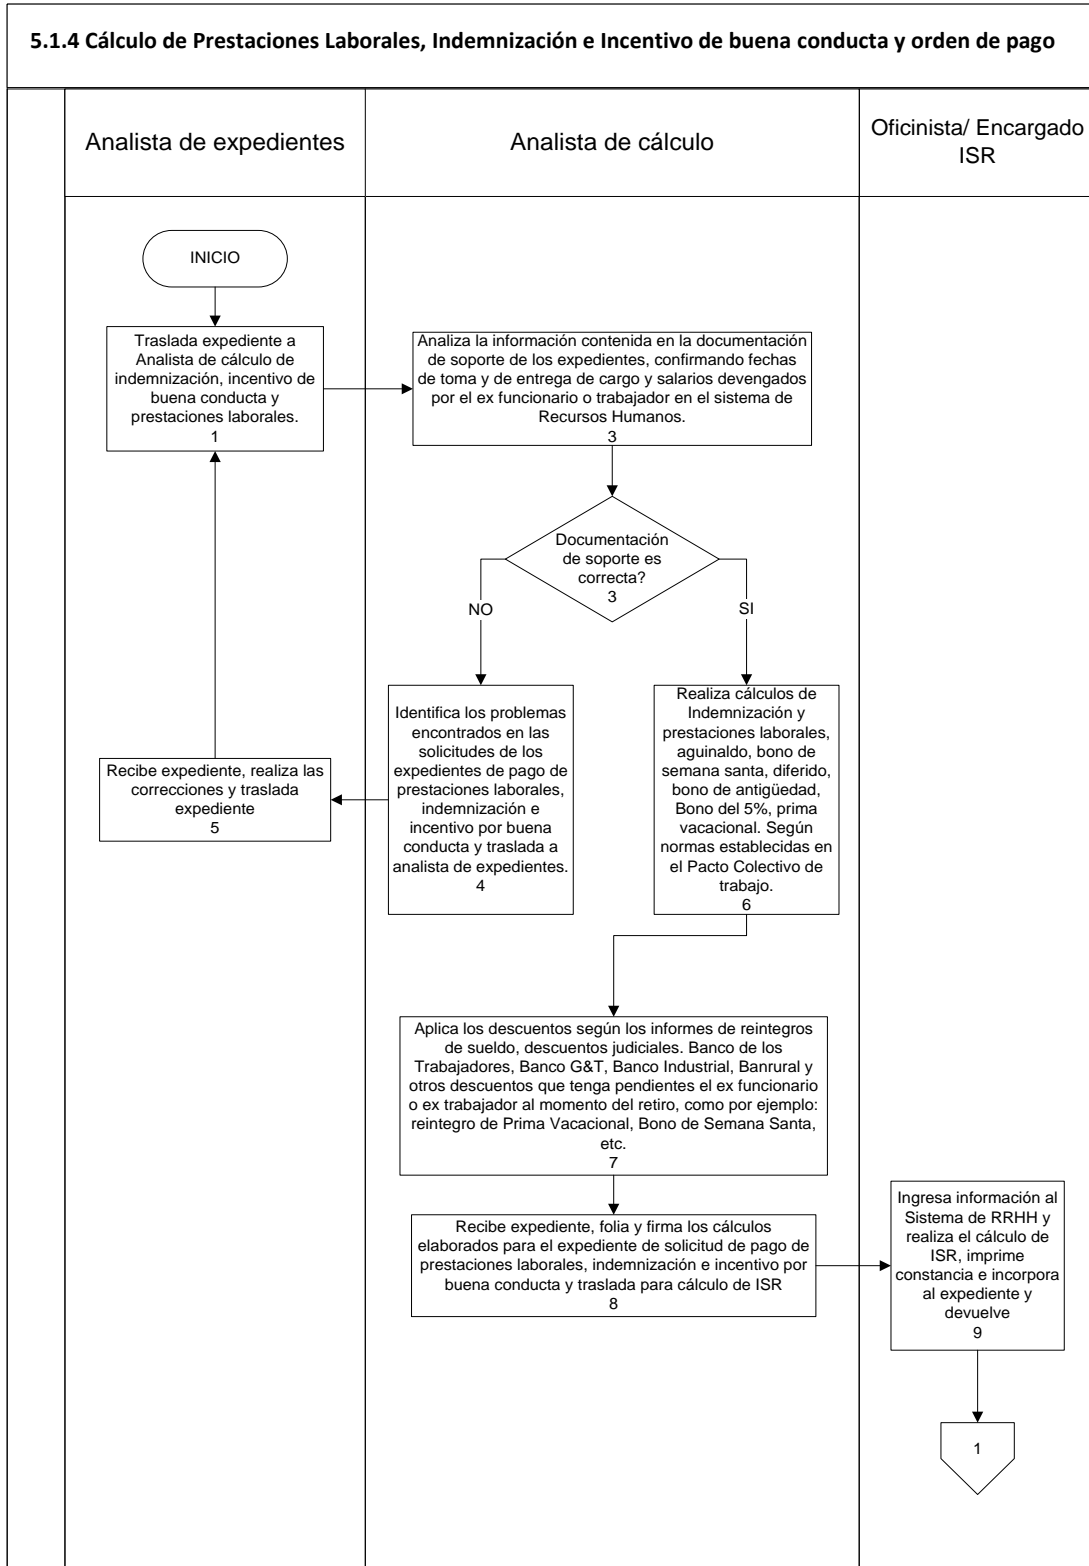 5.1.4 Cálculo de Prestaciones Laborales, Indemnización e Incentivo de buena conducta y orden de pago
Analista de expedientes
Analista de cálculo
Oficinista/ Encargado
ISR
INICIO
Traslada expediente a
Analista de cálculo de
indemnización, incentivo de
buena conducta y
prestaciones laborales.
1
Analiza la información contenida en la documentación
de soporte de los expedientes, confirmando fechas
de toma y de entrega de cargo y salarios devengados
por el ex funcionario o trabajador en el sistema de
Recursos Humanos.
3
Documentación
de soporte es
correcta?
3
NO
SI
Identifica los problemas
encontrados en las
solicitudes de los
expedientes de pago de
prestaciones laborales,
indemnización e
incentivo por buena
conducta y traslada a
analista de expedientes.
4
Recibe expediente, realiza las
correcciones y traslada
expediente
5
Realiza cálculos de
Indemnización y
prestaciones laborales,
aguinaldo, bono de
semana santa, diferido,
bono de antigüedad,
Bono del 5%, prima
vacacional. Según
normas establecidas en
el Pacto Colectivo de
trabajo.
6
Aplica los descuentos según los informes de reintegros
de sueldo, descuentos judiciales. Banco de los
Trabajadores, Banco G&T, Banco Industrial, Banrural y
otros descuentos que tenga pendientes el ex funcionario
o ex trabajador al momento del retiro, como por ejemplo:
reintegro de Prima Vacacional, Bono de Semana Santa,
etc.
7
Recibe expediente, folia y firma los cálculos
elaborados para el expediente de solicitud de pago de
prestaciones laborales, indemnización e incentivo por
buena conducta y traslada para cálculo de ISR
8
Ingresa información al
Sistema de RRHH y
realiza el cálculo de
ISR, imprime
constancia e incorpora
al expediente y
devuelve
9
1